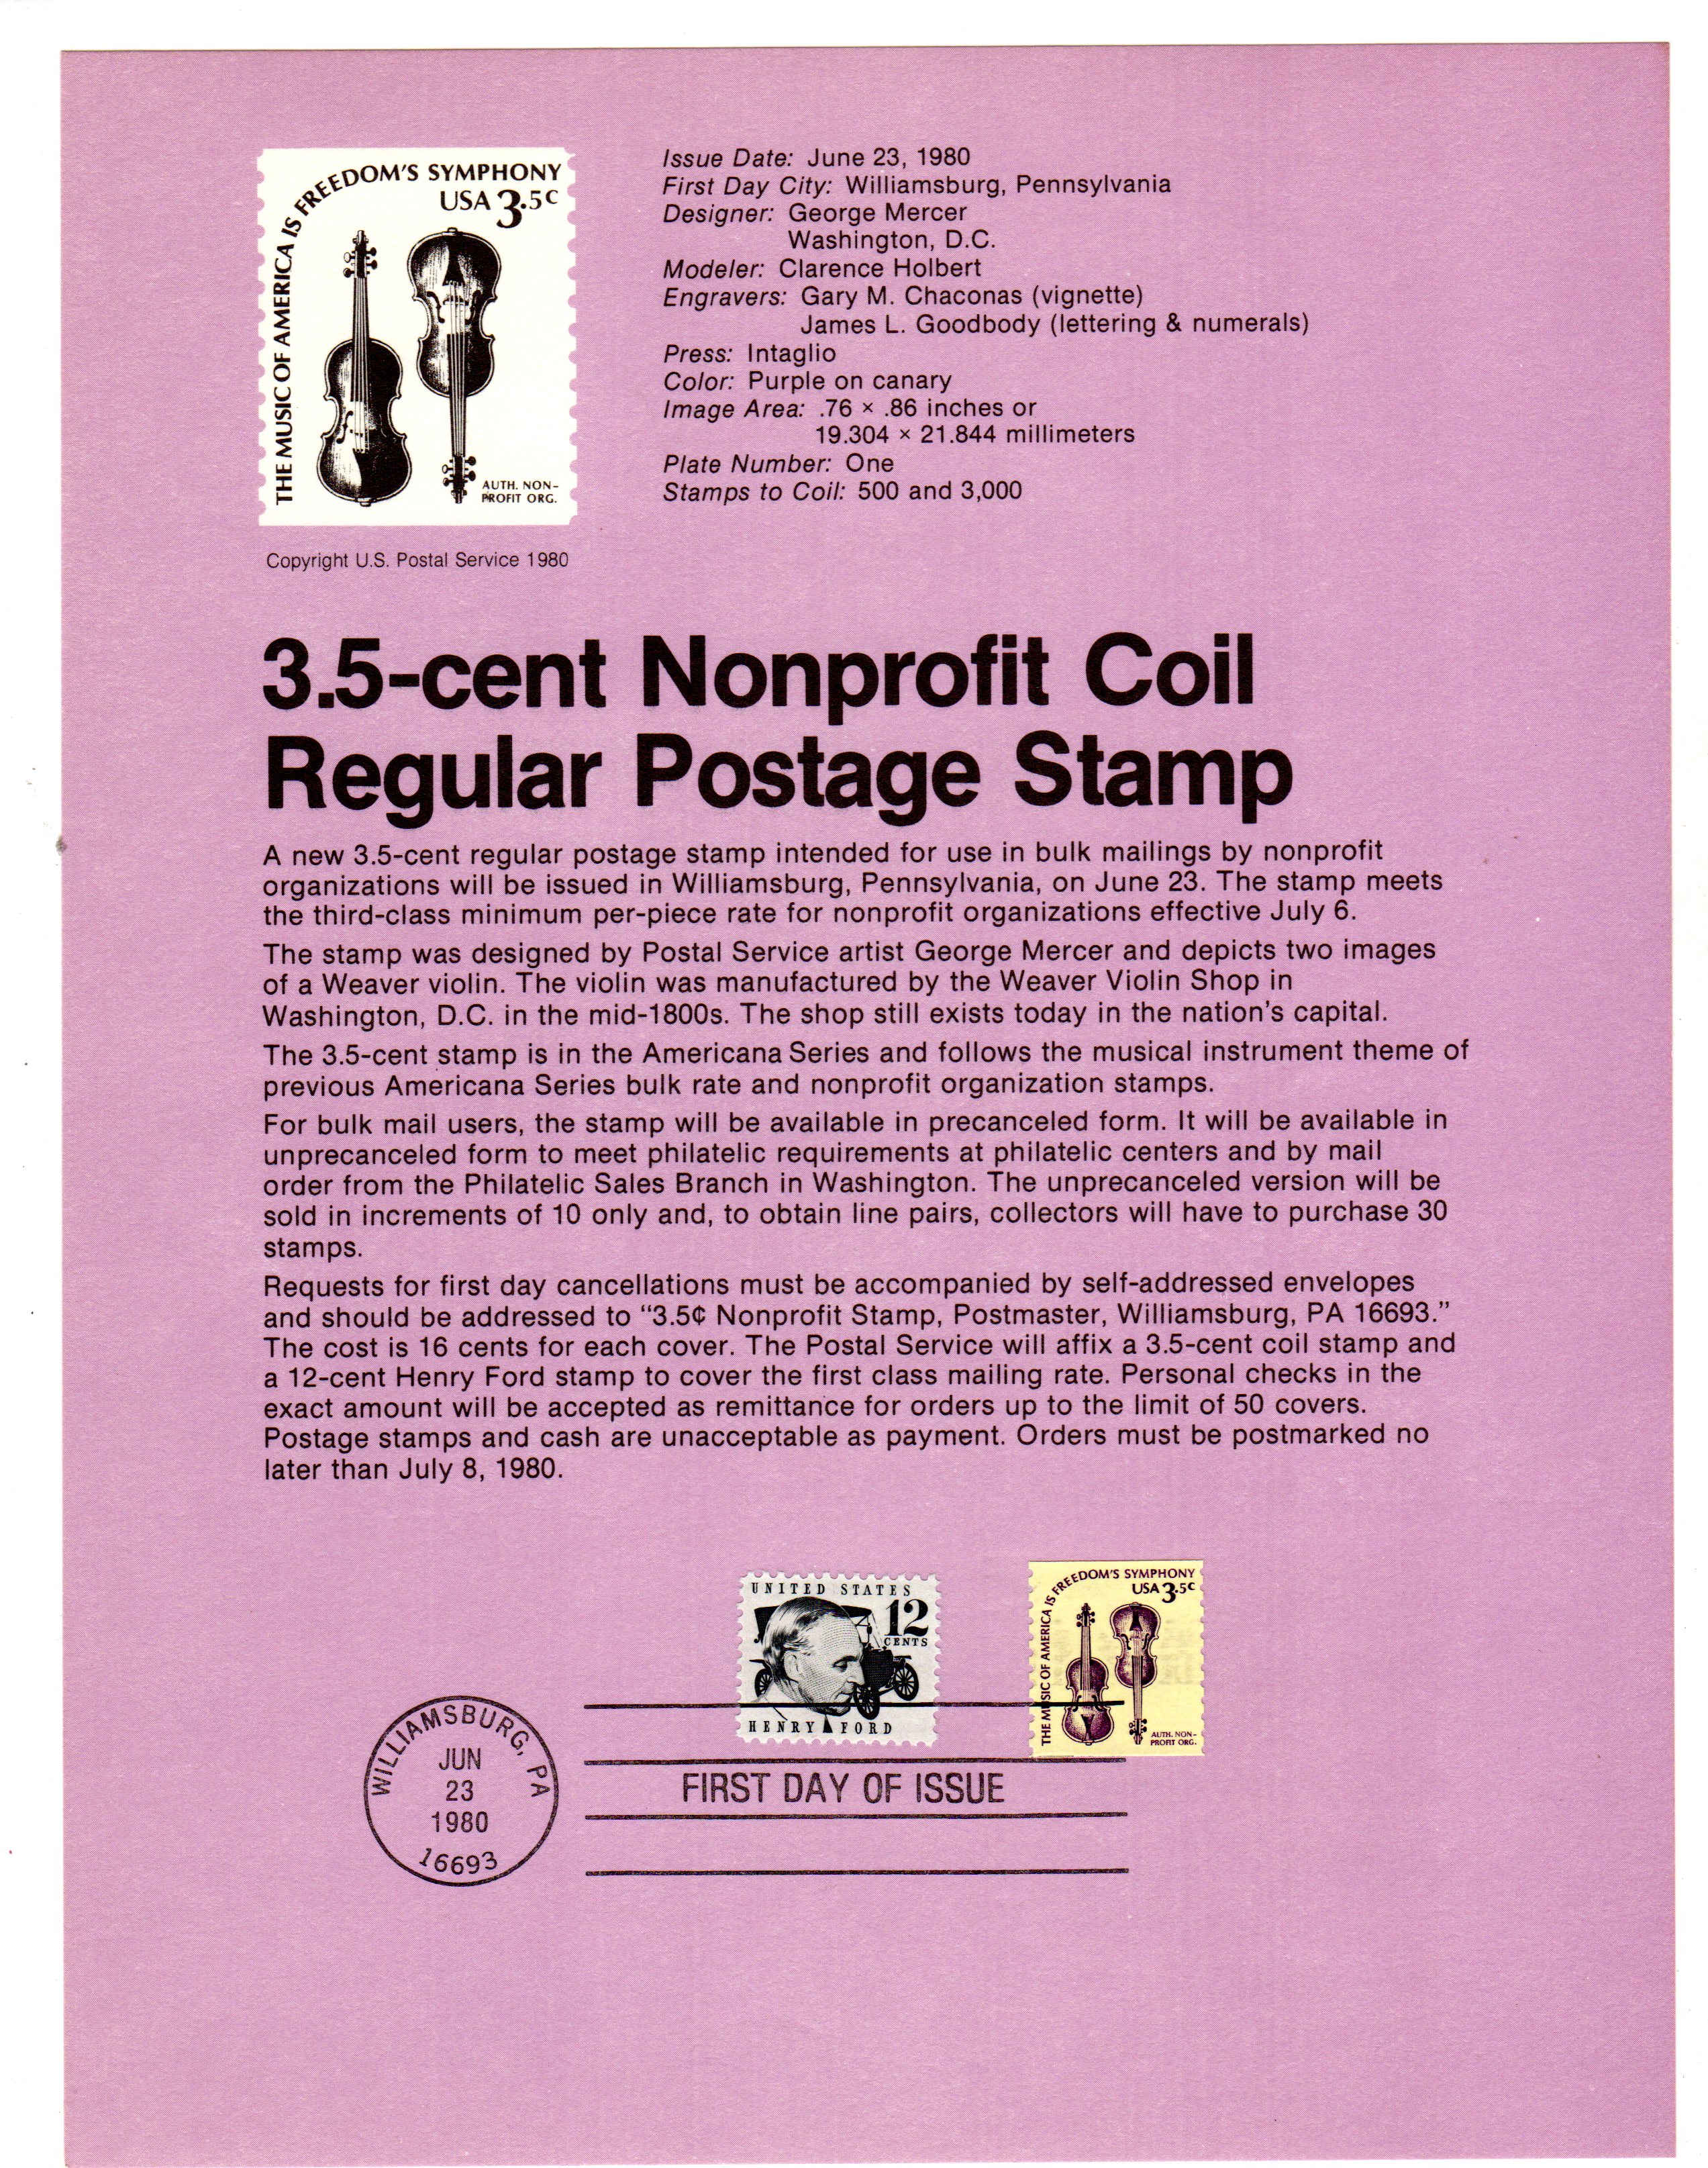 THE MUSIC OF AMERICA IS FREEDOM'S SYMPHONY
USA 3.5c
AUTH. NON-
PROFIT ORG.
Copyright U.S. Postal Service 1980
Issue Date: June 23, 1980
First Day City: Williamsburg, Pennsylvania
Designer: George Mercer
Washington, D.C.
Modeler: Clarence Holbert
Engravers: Gary M. Chaconas (vignette)
James L. Goodbody (lettering & numerals)
Press: Intaglio
Color: Purple on canary
Image Area: .76 × .86 inches or
19.304 × 21.844 millimeters
Plate Number: One
Stamps to Coil: 500 and 3,000
3.5-cent Nonprofit Coil
Regular Postage Stamp
A new 3.5-cent regular postage stamp intended for use in bulk mailings by nonprofit
organizations will be issued in Williamsburg, Pennsylvania, on June 23. The stamp meets
the third-class minimum per-piece rate for nonprofit organizations effective July 6.
The stamp was designed by Postal Service artist George Mercer and depicts two images
of a Weaver violin. The violin was manufactured by the Weaver Violin Shop in
Washington, D.C. in the mid-1800s. The shop still exists today in the nation's capital.
The 3.5-cent stamp is in the Americana Series and follows the musical instrument theme of
previous Americana Series bulk rate and nonprofit organization stamps.
For bulk mail users, the stamp will be available in precanceled form. It will be available in
unprecanceled form to meet philatelic requirements at philatelic centers and by mail
order from the Philatelic Sales Branch in Washington. The unprecanceled version will be
sold in increments of 10 only and, to obtain line pairs, collectors will have to purchase 30
stamps.
Requests for first day cancellations must be accompanied by self-addressed envelopes
and should be addressed to “3.5¢ Nonprofit Stamp, Postmaster, Williamsburg, PA 16693.”
The cost is 16 cents for each cover. The Postal Service will affix a 3.5-cent coil stamp and
a 12-cent Henry Ford stamp to cover the first class mailing rate. Personal checks in the
exact amount will be accepted as remittance for orders up to the limit of 50 covers.
Postage stamps and cash are unacceptable as payment. Orders must be postmarked no
later than July 8, 1980.
UNITED STATES
12
CENTS
HENRY FORD
THE MUSIC OF AMERICA IS FREEDOM'S SYMPHONY
USA 3.5c
AUTH. NON-
PROFIT ORG.
WILLIAMSBURG, PA
JUN
23
1980
16693
FIRST DAY OF ISSUE